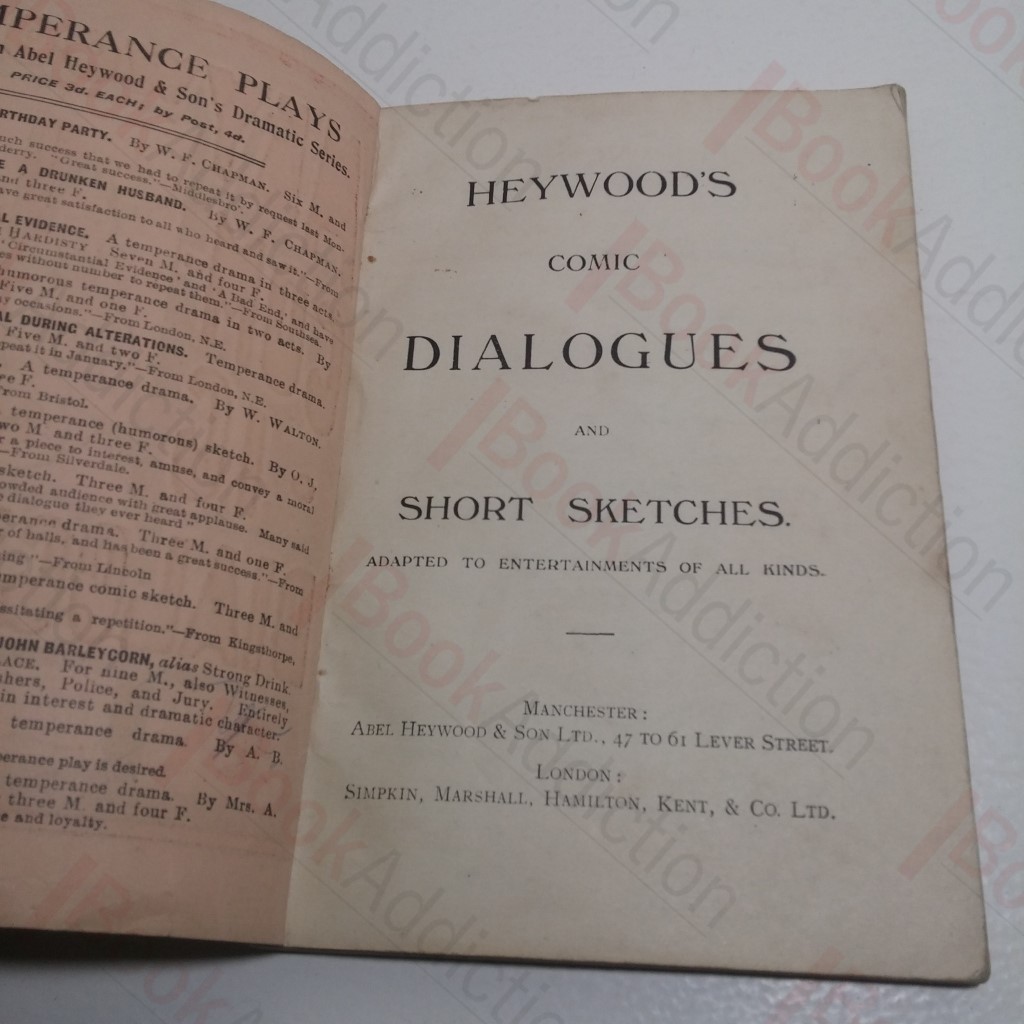 MPERANCE PLAYS
Abel Heywood & Son's Dramatic Series.
PRICE 3d. EACH; by Post, 4d.
RTHDAY PARTY. By W. F. CHAPMAN. Six M. and
uch success that we had to repeat it by request last Mon-
derry. "Great success."—Middlesbro'.
E A DRUNKEN HUSBAND. By W. F. CHAPMAN.
nd three F.
ave great satisfaction to all who heard and saw it."—From
L EVIDENCE. A temperance drama in three acts.
HARDISTY Seven M. and four F.
'Circumstantial Evidence' and 'A Bad End,' and have
es without number to repeat them."—From Southsea.
humorous temperance drama in two acts. By
Five M. and one F.
y occasions."—From London, N.E.
AL DURING ALTERATIONS. Temperance drama.
Five M. and two F.
epeat it in January."—From London, N.E.
A temperance drama. By W. WALTON.
ee F.
From Bristol.
temperance (humorons) sketch. By O. J.
wo M and three F.
r a piece to interest, amuse, and convey a moral
—From Silverdale.
sketch. Three M. and four F.
owded audience with great applause. Many said
e dialogue they ever heard"
perance drama. Three M. and one F.
r of halls, and has been a great success."—From
ting"—From Lincoln
emperance comic sketch. Three M. and
essitating a repetition."—From Kingsthorpe,
JOHN BARLEYCORN, alias Strong Drink.
ACE. For nine M., also Witnesses,
hers, Police, and Jury. Entirely
in interest and dramatic character.
temperance drama By A. B.
perance play is desired.
temperance drama. By Mrs. A.
three M. and four F.
e and loyalty.
HEYWOOD'S
COMIC
DIALOGUES
AND
SHORT SKETCHES.
ADAPTED TO ENTERTAINMENTS OF ALL KINDS.
MANCHESTER:
ABEL HEYWOOD & SON LTD., 47 TO 61 LEVER STREET.
LONDON:
SIMPKIN, MARSHALL, HAMILTON, KENT, & CO. LTD.
BookAddiction